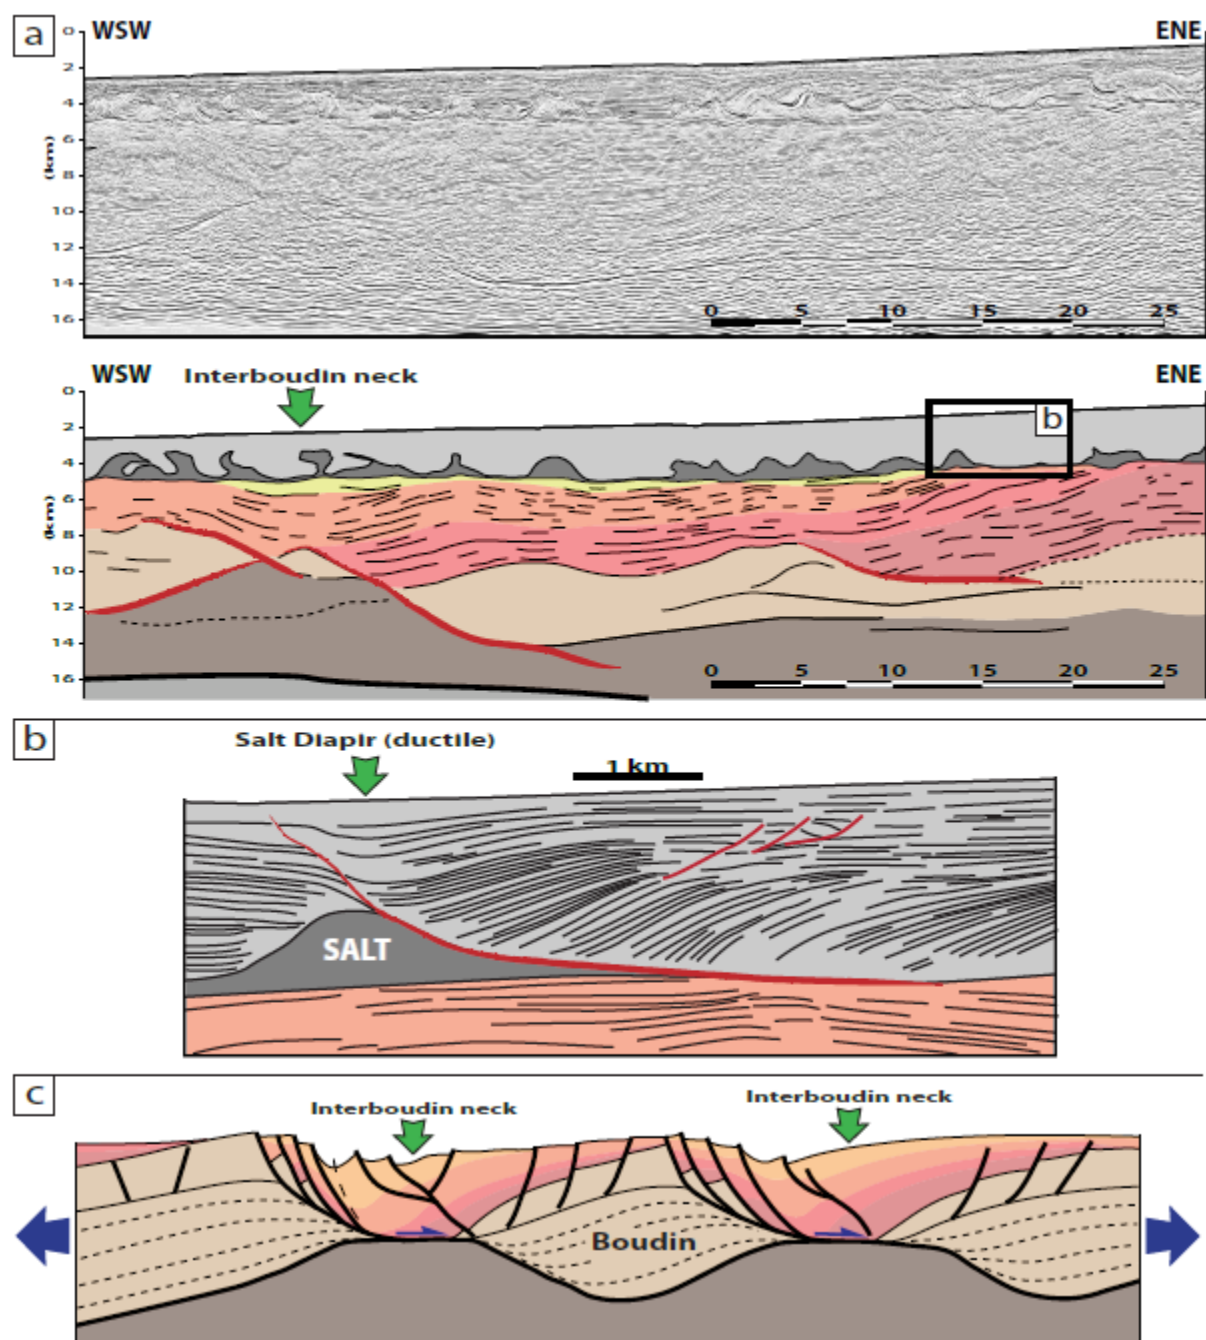 a
WSW
ENE
0
2
4
6
8
10
12
14
16
(km)
0 5 10 15 20 25
WSW
Interboudin neck
ENE
0
2
4
6
8
10
12
14
16
(km)
b
0 5 10 15 20 25
b
Salt Diapir (ductile)
1 km
SALT
c
Interboudin neck
Interboudin neck
Boudin